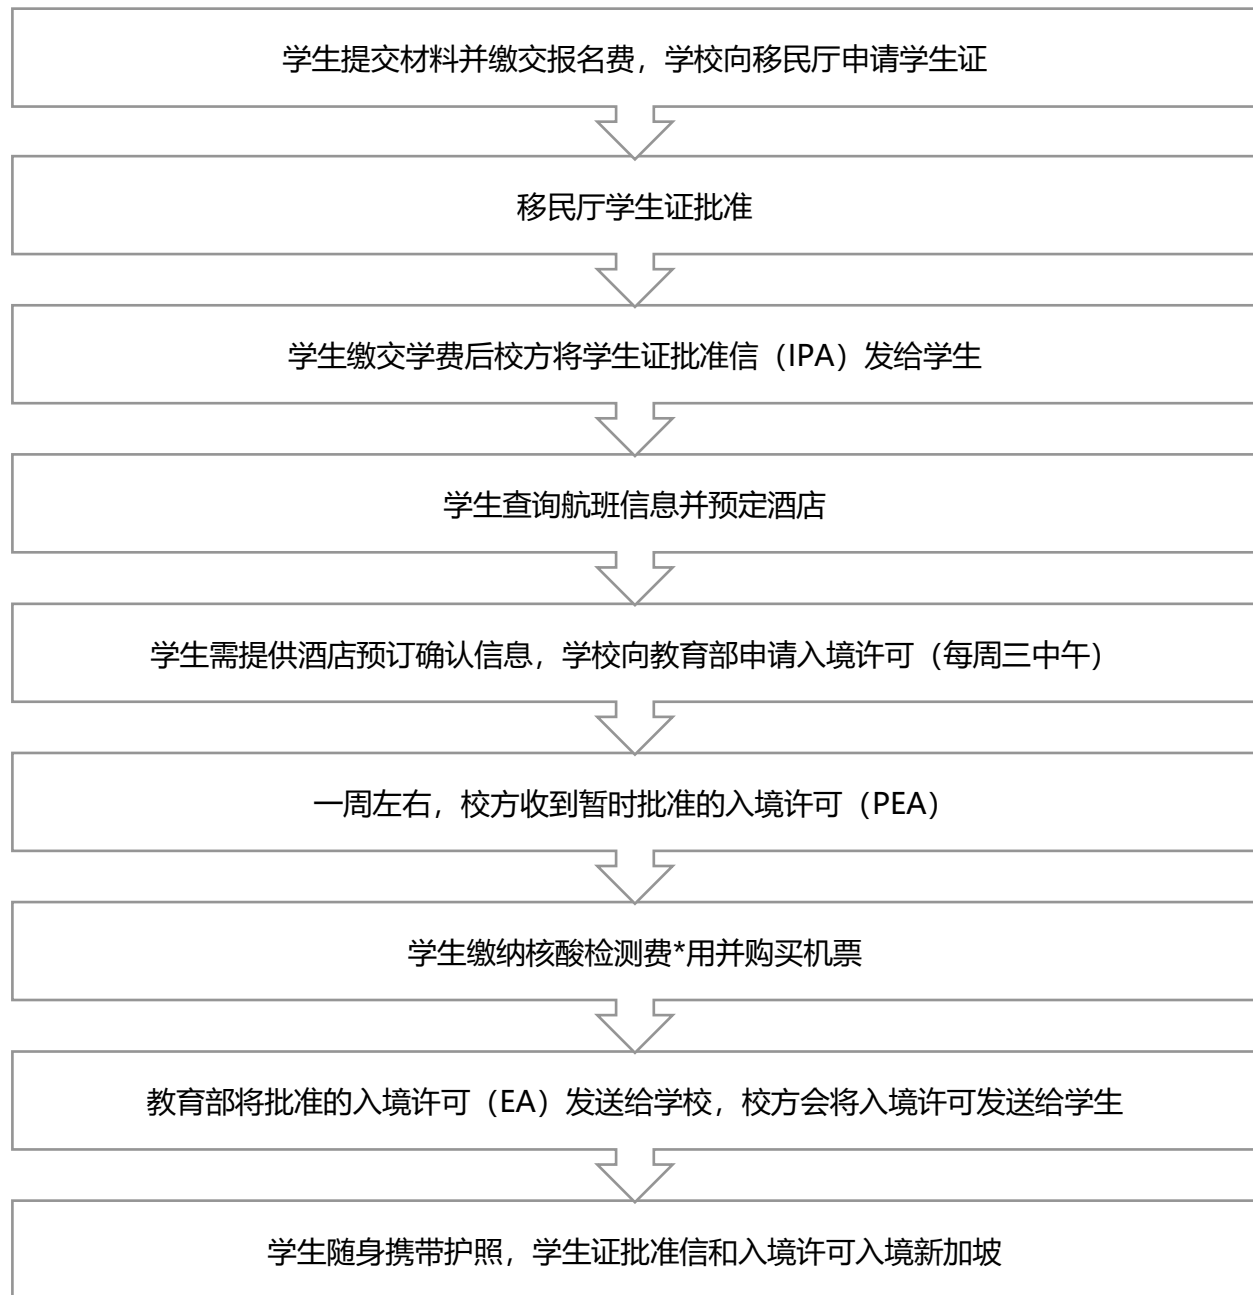 学生提交材料并缴交报名费，学校向移民厅申请学生证
移民厅学生证批准
学生缴交学费后校方将学生证批准信（IPA）发给学生
学生查询航班信息并预定酒店
学生需提供酒店预订确认信息，学校向教育部申请入境许可（每周三中午）
一周左右，校方收到暂时批准的入境许可（PEA）
学生缴纳核酸检测费*用并购买机票
教育部将批准的入境许可（EA）发送给学校，校方会将入境许可发送给学生
学生随身携带护照，学生证批准信和入境许可入境新加坡